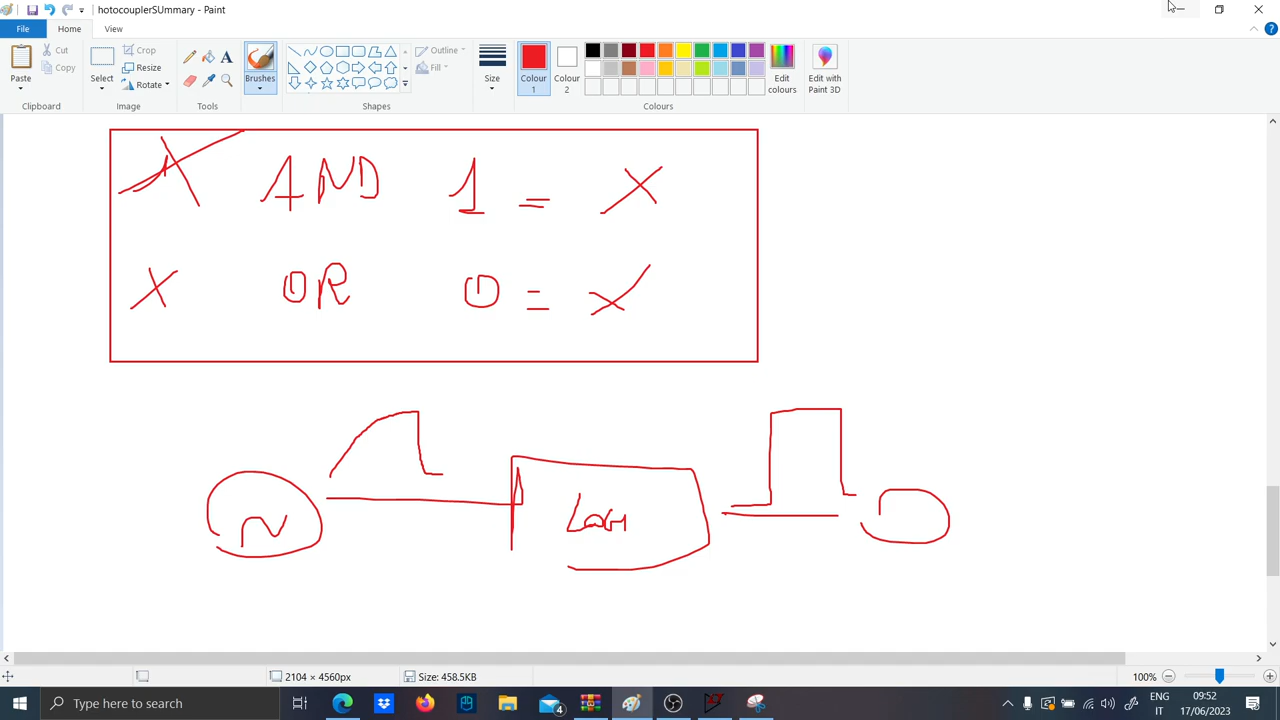 hotocouplerSUmmary - Paint
File Home View
Paste
Cut
Copy
Clipboard
Select
Crop
Resize
Rotate
Image
A
Tools
Brushes
Shapes
Outline
Fill
Size
Colour 1
Colour 2
Edit colours
Edit with Paint 3D
Colours
X AND 1 = X
X OR 0 = X
N
2104 × 4560px
Size: 458.5KB
100%
Type here to search
4
ENG
IT
09:52
17/06/2023